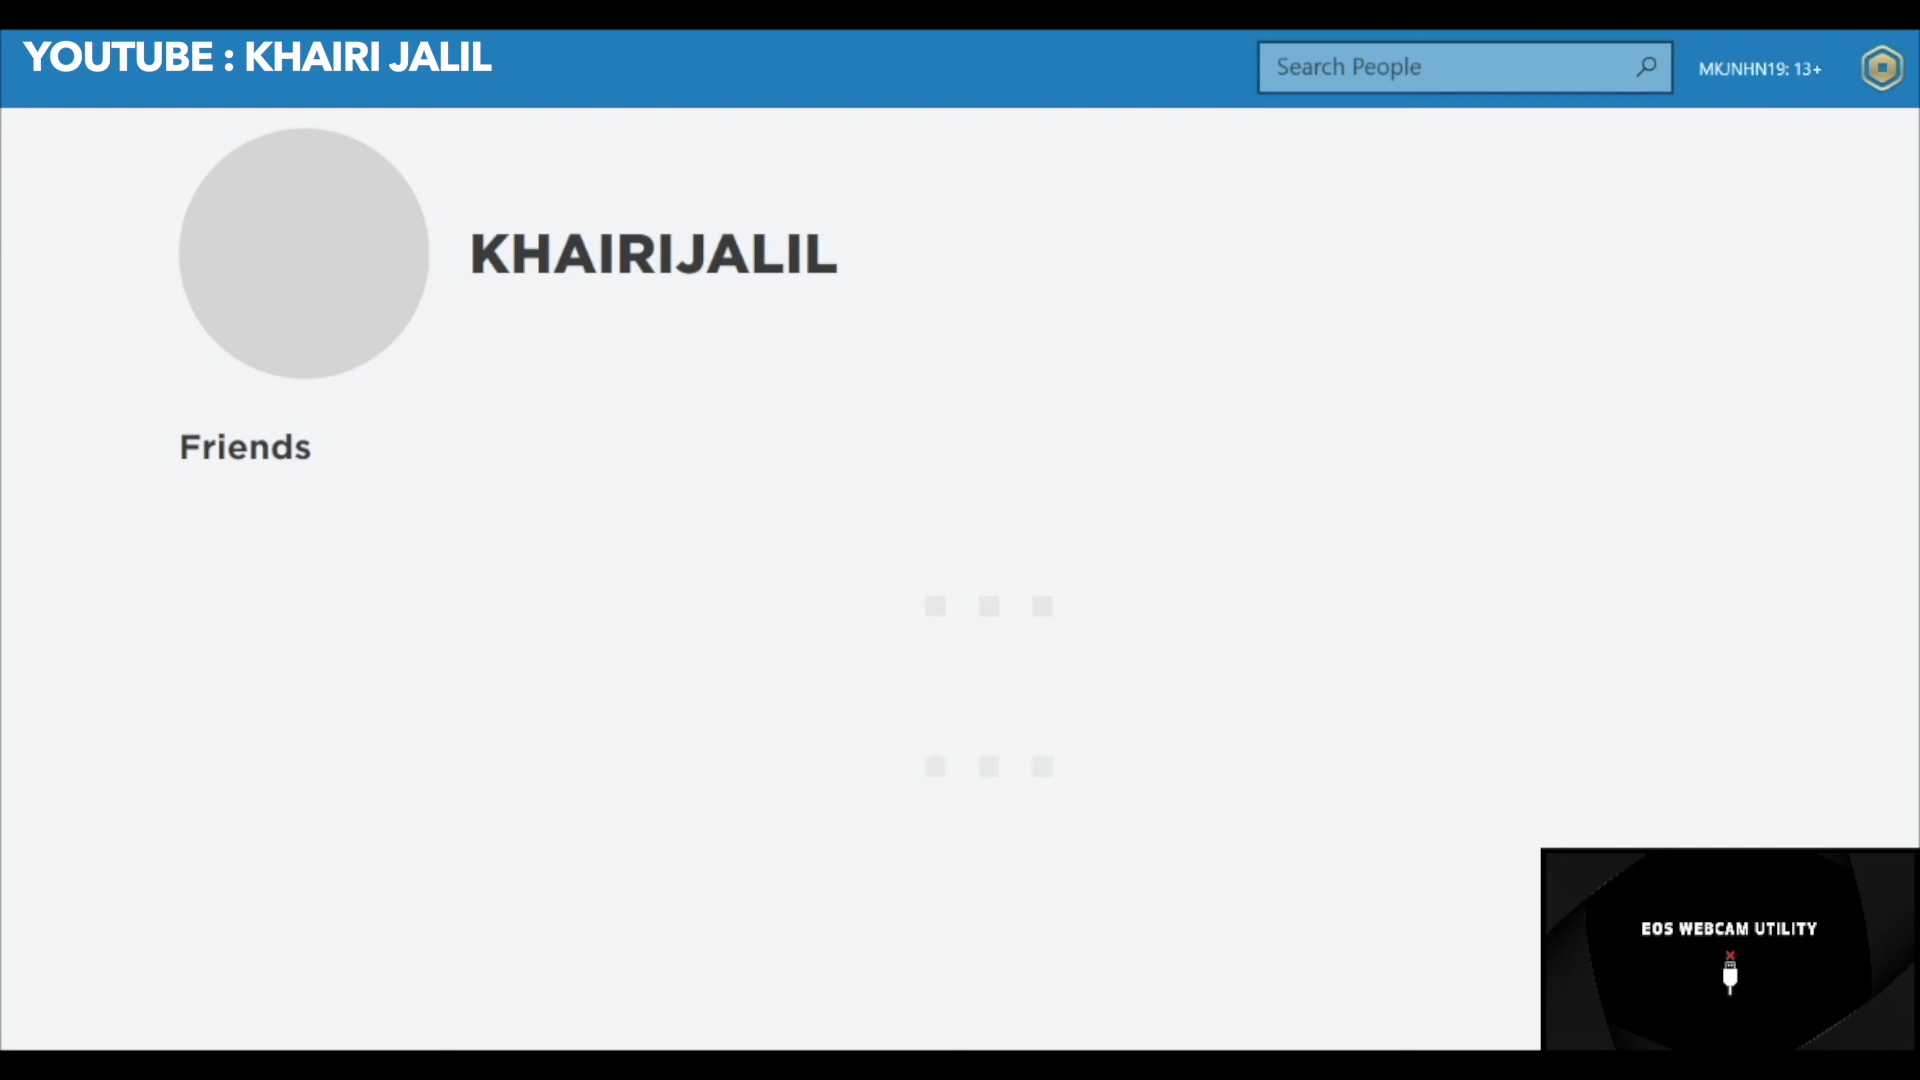 YOUTUBE : KHAIRI JALIL
Search People
MKJNHN19: 13+
KHAIRIJALIL
Friends
EOS WEBCAM UTILITY